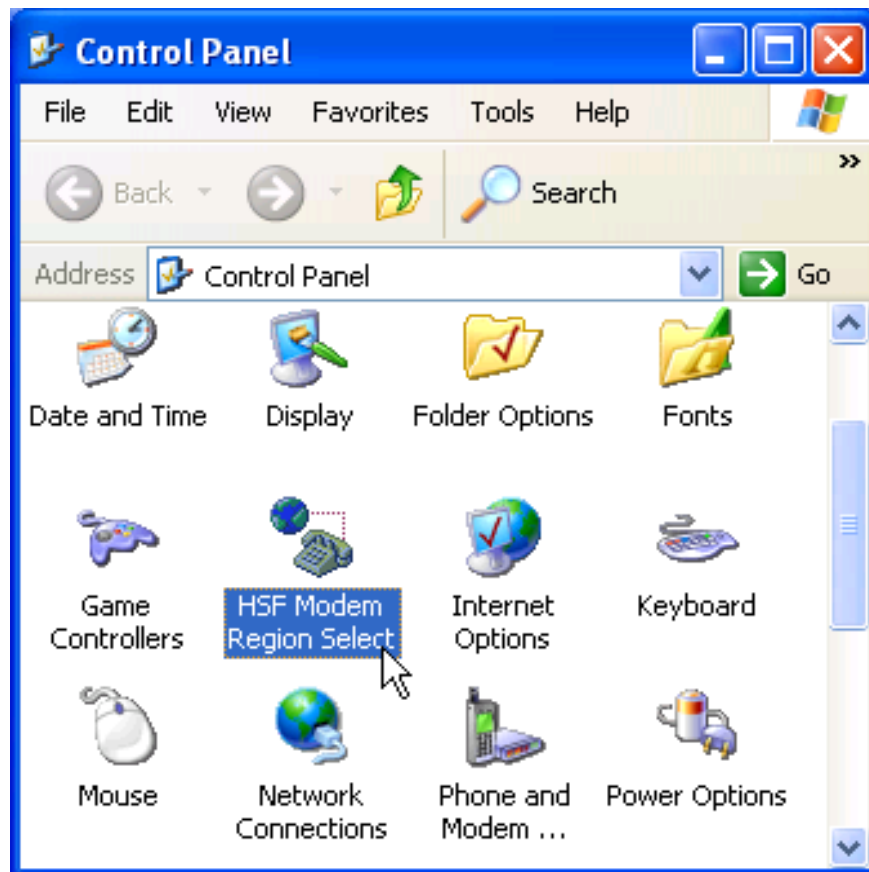 Control Panel
File Edit View Favorites Tools Help
Back Search »
Address Control Panel Go
Date and Time Display Folder Options Fonts
Game HSF Modem Internet Keyboard
Controllers Region Select Options
Mouse Network Phone and Power Options
Connections Modem ...